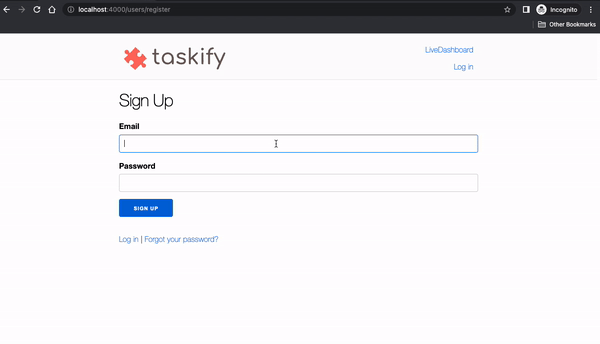 localhost:4000/users/register
Incognito
Other Bookmarks
taskify
LiveDashboard
Log in
Sign Up
Email
Password
SIGN UP
Log in | Forgot your password?